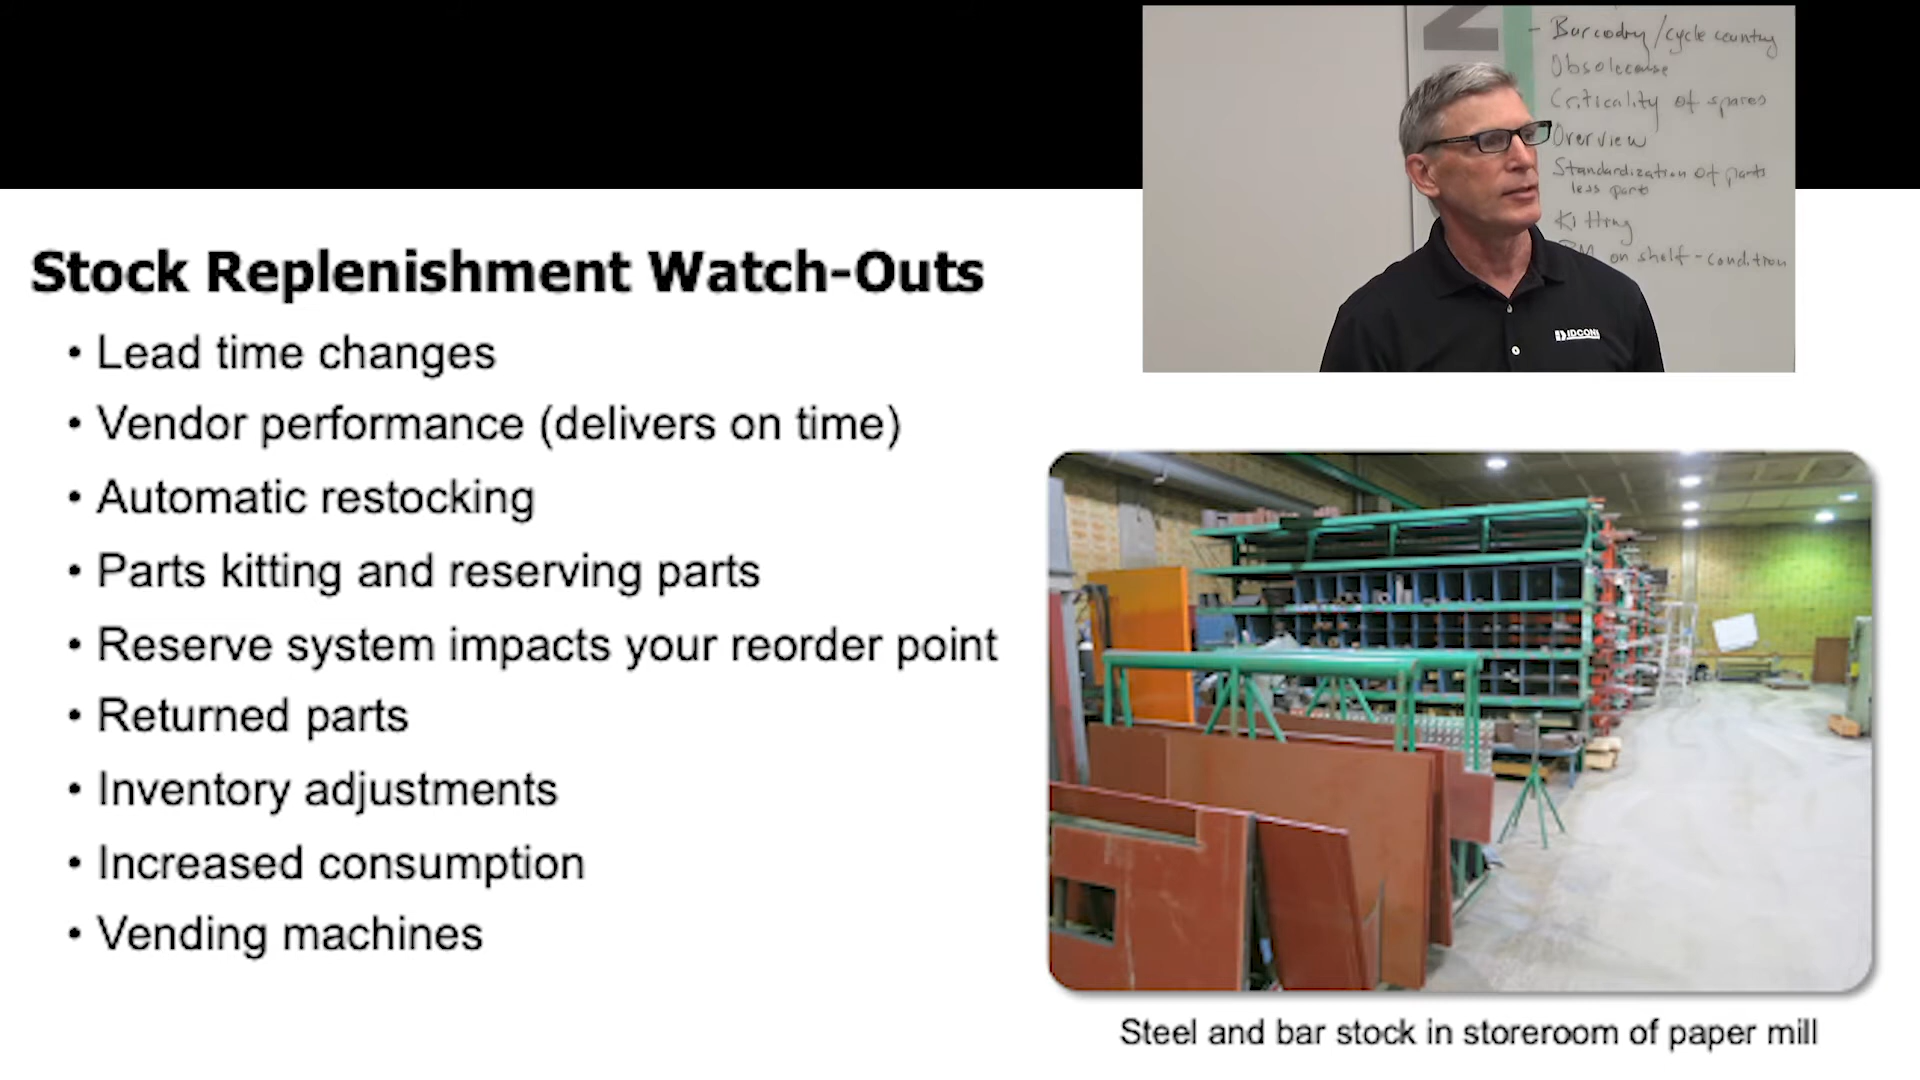 Stock Replenishment Watch-Outs
• Lead time changes
• Vendor performance (delivers on time)
• Automatic restocking
• Parts kitting and reserving parts
• Reserve system impacts your reorder point
• Returned parts
• Inventory adjustments
• Increased consumption
• Vending machines
- Barcodry/cycle counting
Obsolecense
Criticality of spares
Overview
Standardization of parts
less parts
Kitting
on shelf-condition
IDCON
Steel and bar stock in storeroom of paper mill